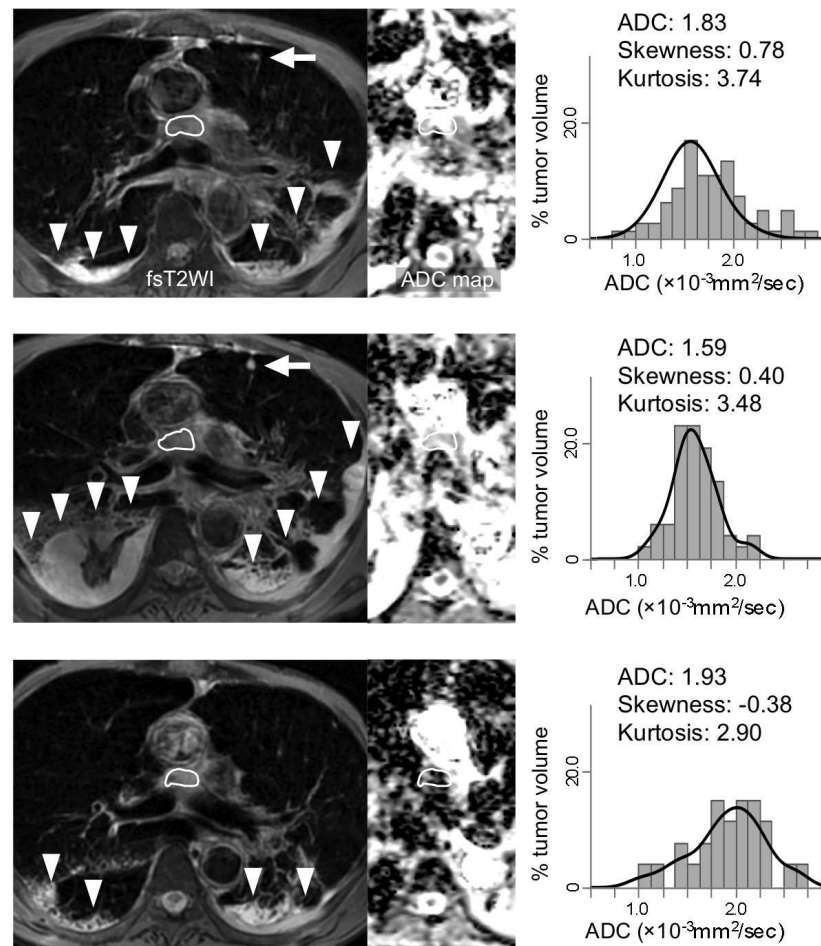 ADC: 1.83
Skewness: 0.78
Kurtosis: 3.74
% tumor volume
20.0
0
1.0 2.0
ADC (×10-3mm2/sec)
fsT2WI
ADC map
ADC: 1.59
Skewness: 0.40
Kurtosis: 3.48
% tumor volume
20.0
0
1.0 2.0
ADC (×10-3mm2/sec)
ADC: 1.93
Skewness: -0.38
Kurtosis: 2.90
% tumor volume
20.0
0
1.0 2.0
ADC (×10-3mm2/sec)